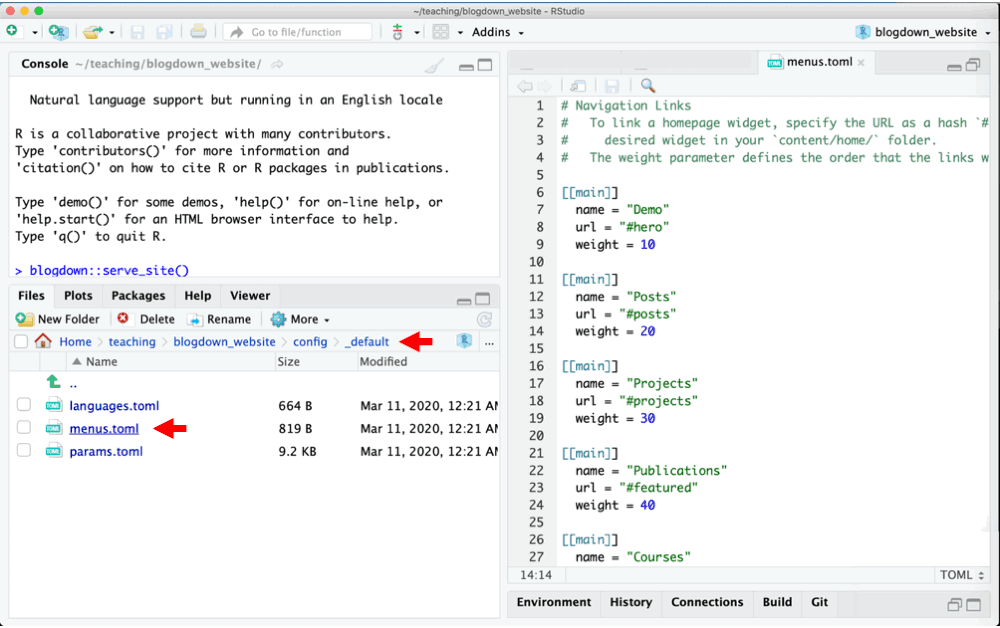 ~/teaching/blogdown_website - RStudio
Go to file/function
Addins
blogdown_website
Console ~/teaching/blogdown_website/
Natural language support but running in an English locale
R is a collaborative project with many contributors.
Type 'contributors()' for more information and
'citation()' on how to cite R or R packages in publications.
Type 'demo()' for some demos, 'help()' for on-line help, or
'help.start()' for an HTML browser interface to help.
Type 'q()' to quit R.
> blogdown::serve_site()
Files Plots Packages Help Viewer
New Folder Delete Rename More
Home teaching blogdown_website config _default ...
Name Size Modified
..
languages.toml 664 B Mar 11, 2020, 12:21 AM
menus.toml 819 B Mar 11, 2020, 12:21 AM
params.toml 9.2 KB Mar 11, 2020, 12:21 AM
menus.toml
1 # Navigation Links
2 #   To link a homepage widget, specify the URL as a hash `#
3 #     desired widget in your `content/home/` folder.
4 #   The weight parameter defines the order that the links w
5
6 [[main]]
7   name = "Demo"
8   url = "#hero"
9   weight = 10
10
11 [[main]]
12   name = "Posts"
13   url = "#posts"
14   weight = 20
15
16 [[main]]
17   name = "Projects"
18   url = "#projects"
19   weight = 30
20
21 [[main]]
22   name = "Publications"
23   url = "#featured"
24   weight = 40
25
26 [[main]]
27   name = "Courses"
14:14 TOML
Environment History Connections Build Git